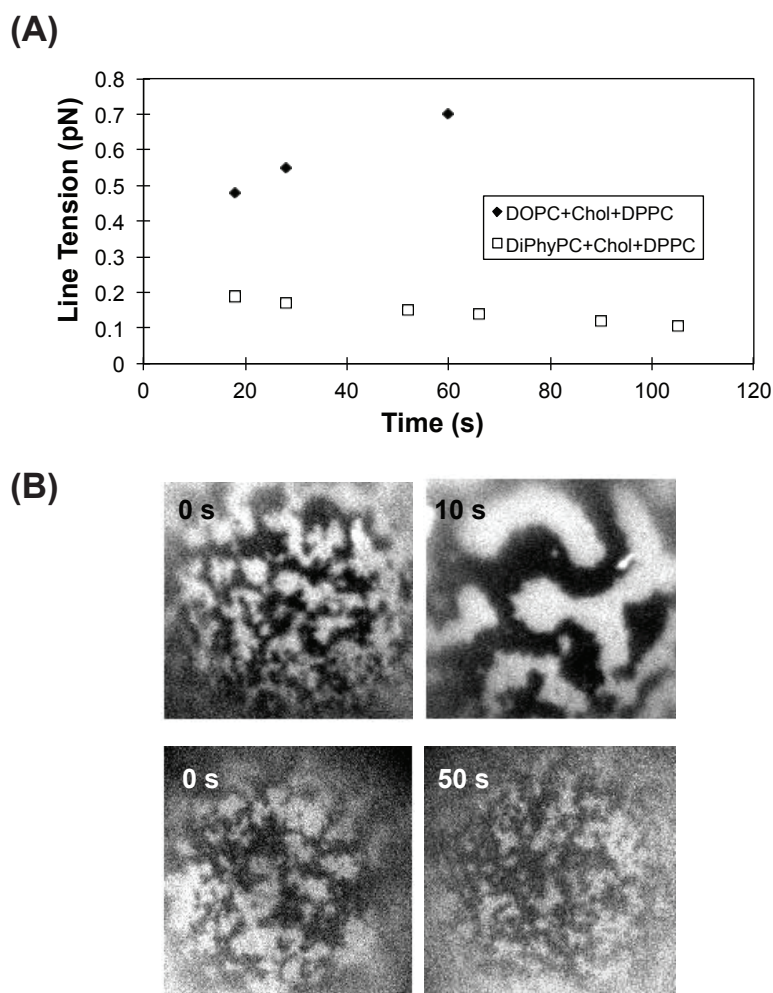 (A)
0.8
0.7
0.6
0.5
0.4
0.3
0.2
0.1
0
Line Tension (pN)
DOPC+Chol+DPPC
DiPhyPC+Chol+DPPC
0 20 40 60 80 100 120
Time (s)
(B)
0 s 10 s
0 s 50 s